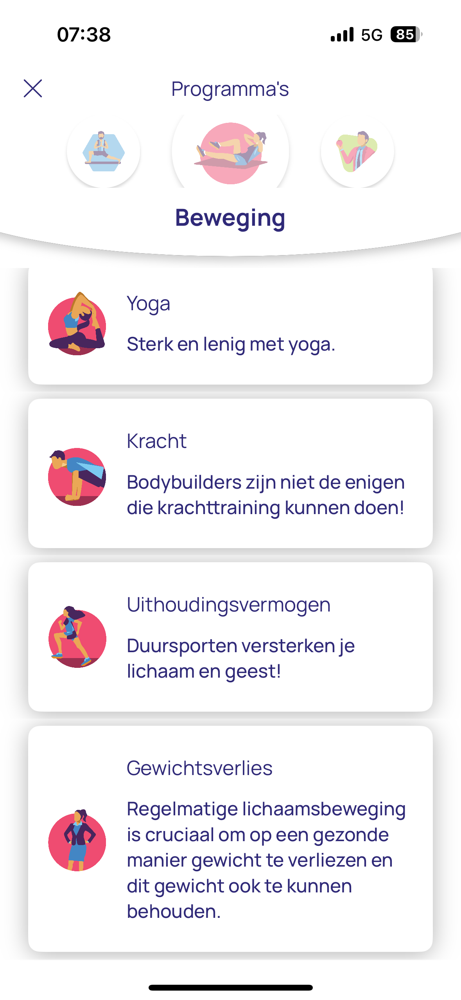 07:38
5G
85
Programma's
Beweging
Yoga
Sterk en lenig met yoga.
Kracht
Bodybuilders zijn niet de enigen
die krachttraining kunnen doen!
Uithoudingsvermogen
Duursporten versterken je
lichaam en geest!
Gewichtsverlies
Regelmatige lichaamsbeweging
is cruciaal om op een gezonde
manier gewicht te verliezen en
dit gewicht ook te kunnen
behouden.